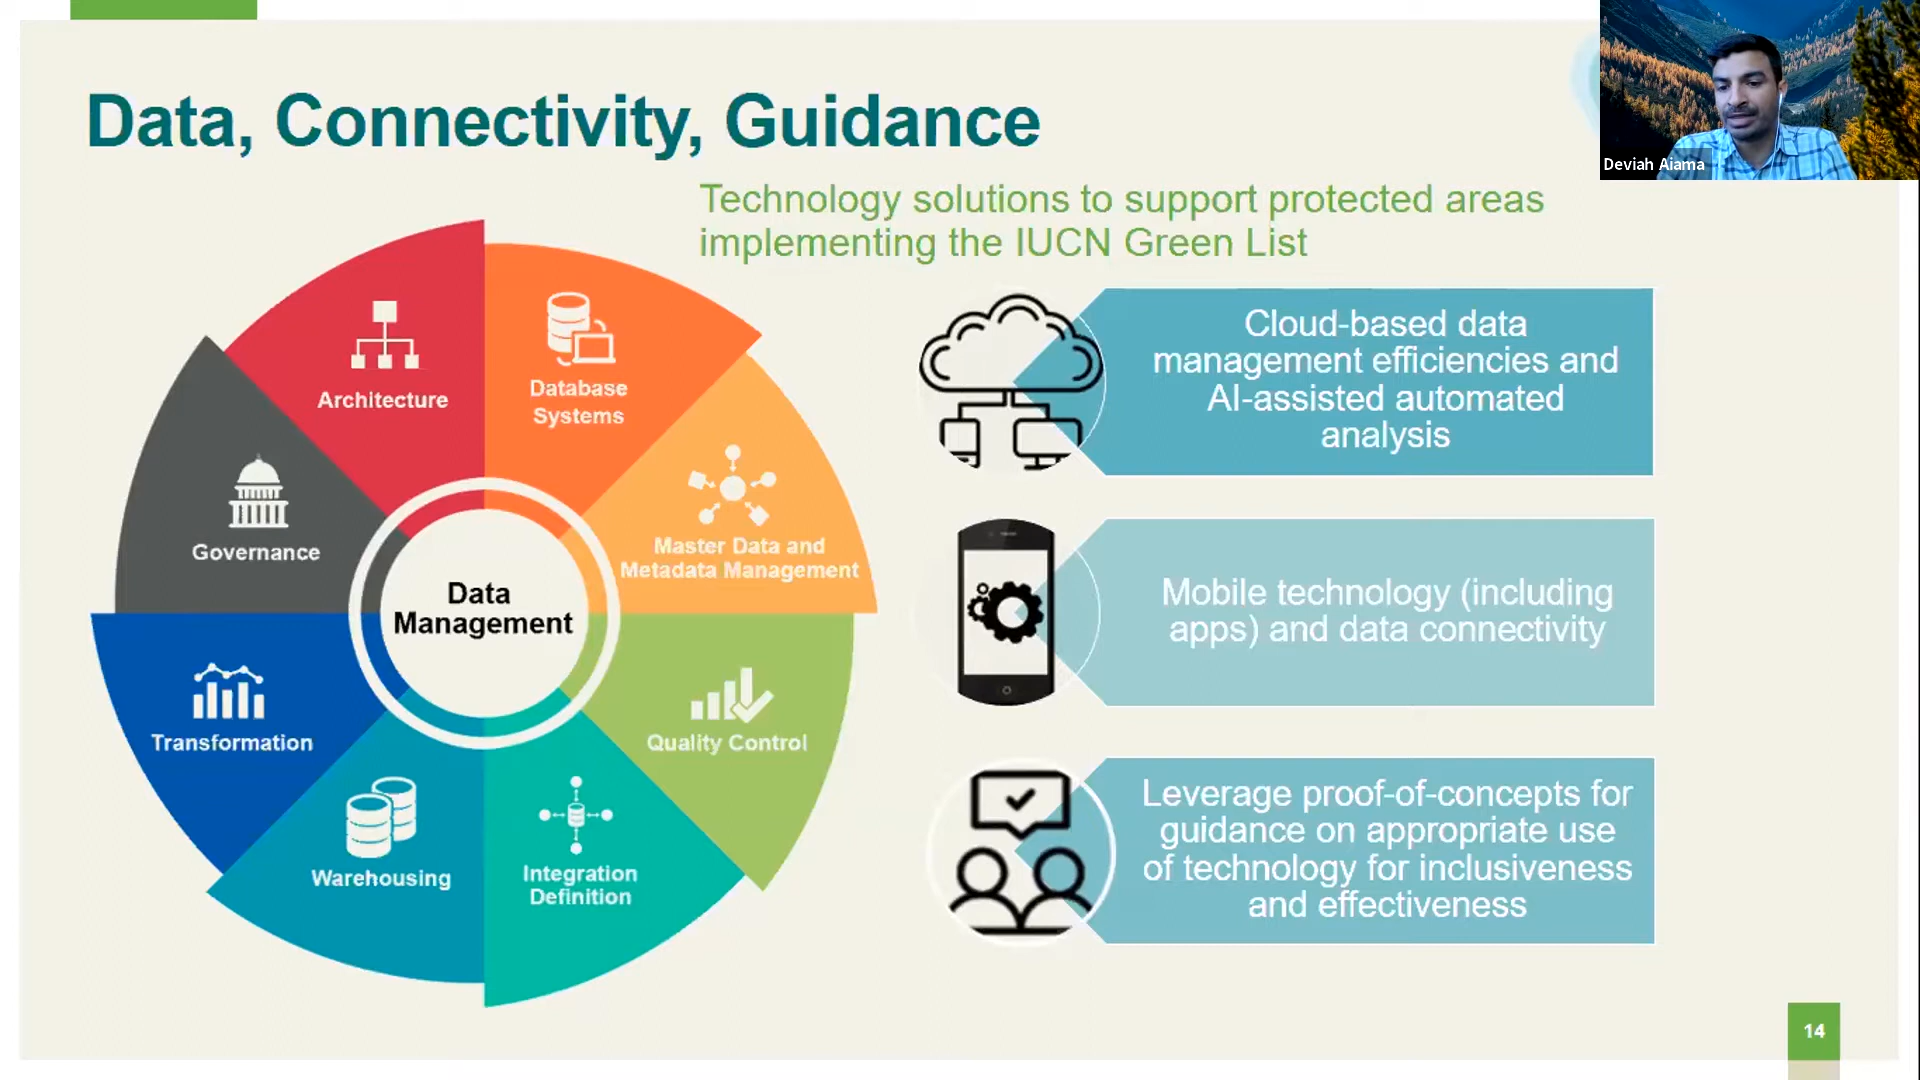 Data, Connectivity, Guidance
Deviah Aiama
Technology solutions to support protected areas
implementing the IUCN Green List
Architecture
Database
Systems
Master Data and
Metadata Management
Quality Control
Integration
Definition
Warehousing
Transformation
Governance
Data
Management
Cloud-based data
management efficiencies and
AI-assisted automated
analysis
Mobile technology (including
apps) and data connectivity
Leverage proof-of-concepts for
guidance on appropriate use
of technology for inclusiveness
and effectiveness
14